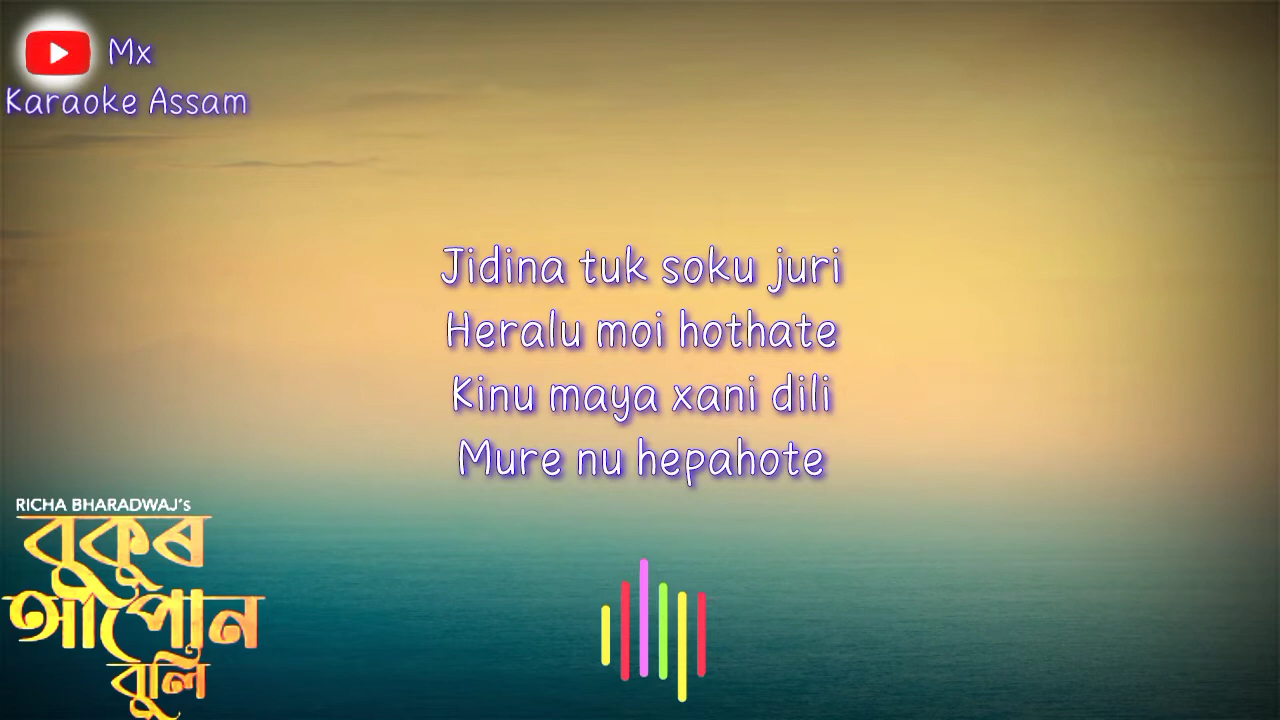 Mx
Karaoke Assam
Jidina tuk soku juri
Heralu moi hothate
Kinu maya xani dili
Mure nu hepahote
RICHA BHARADWAJ's
বুকুৰ
আপোন
বুলি